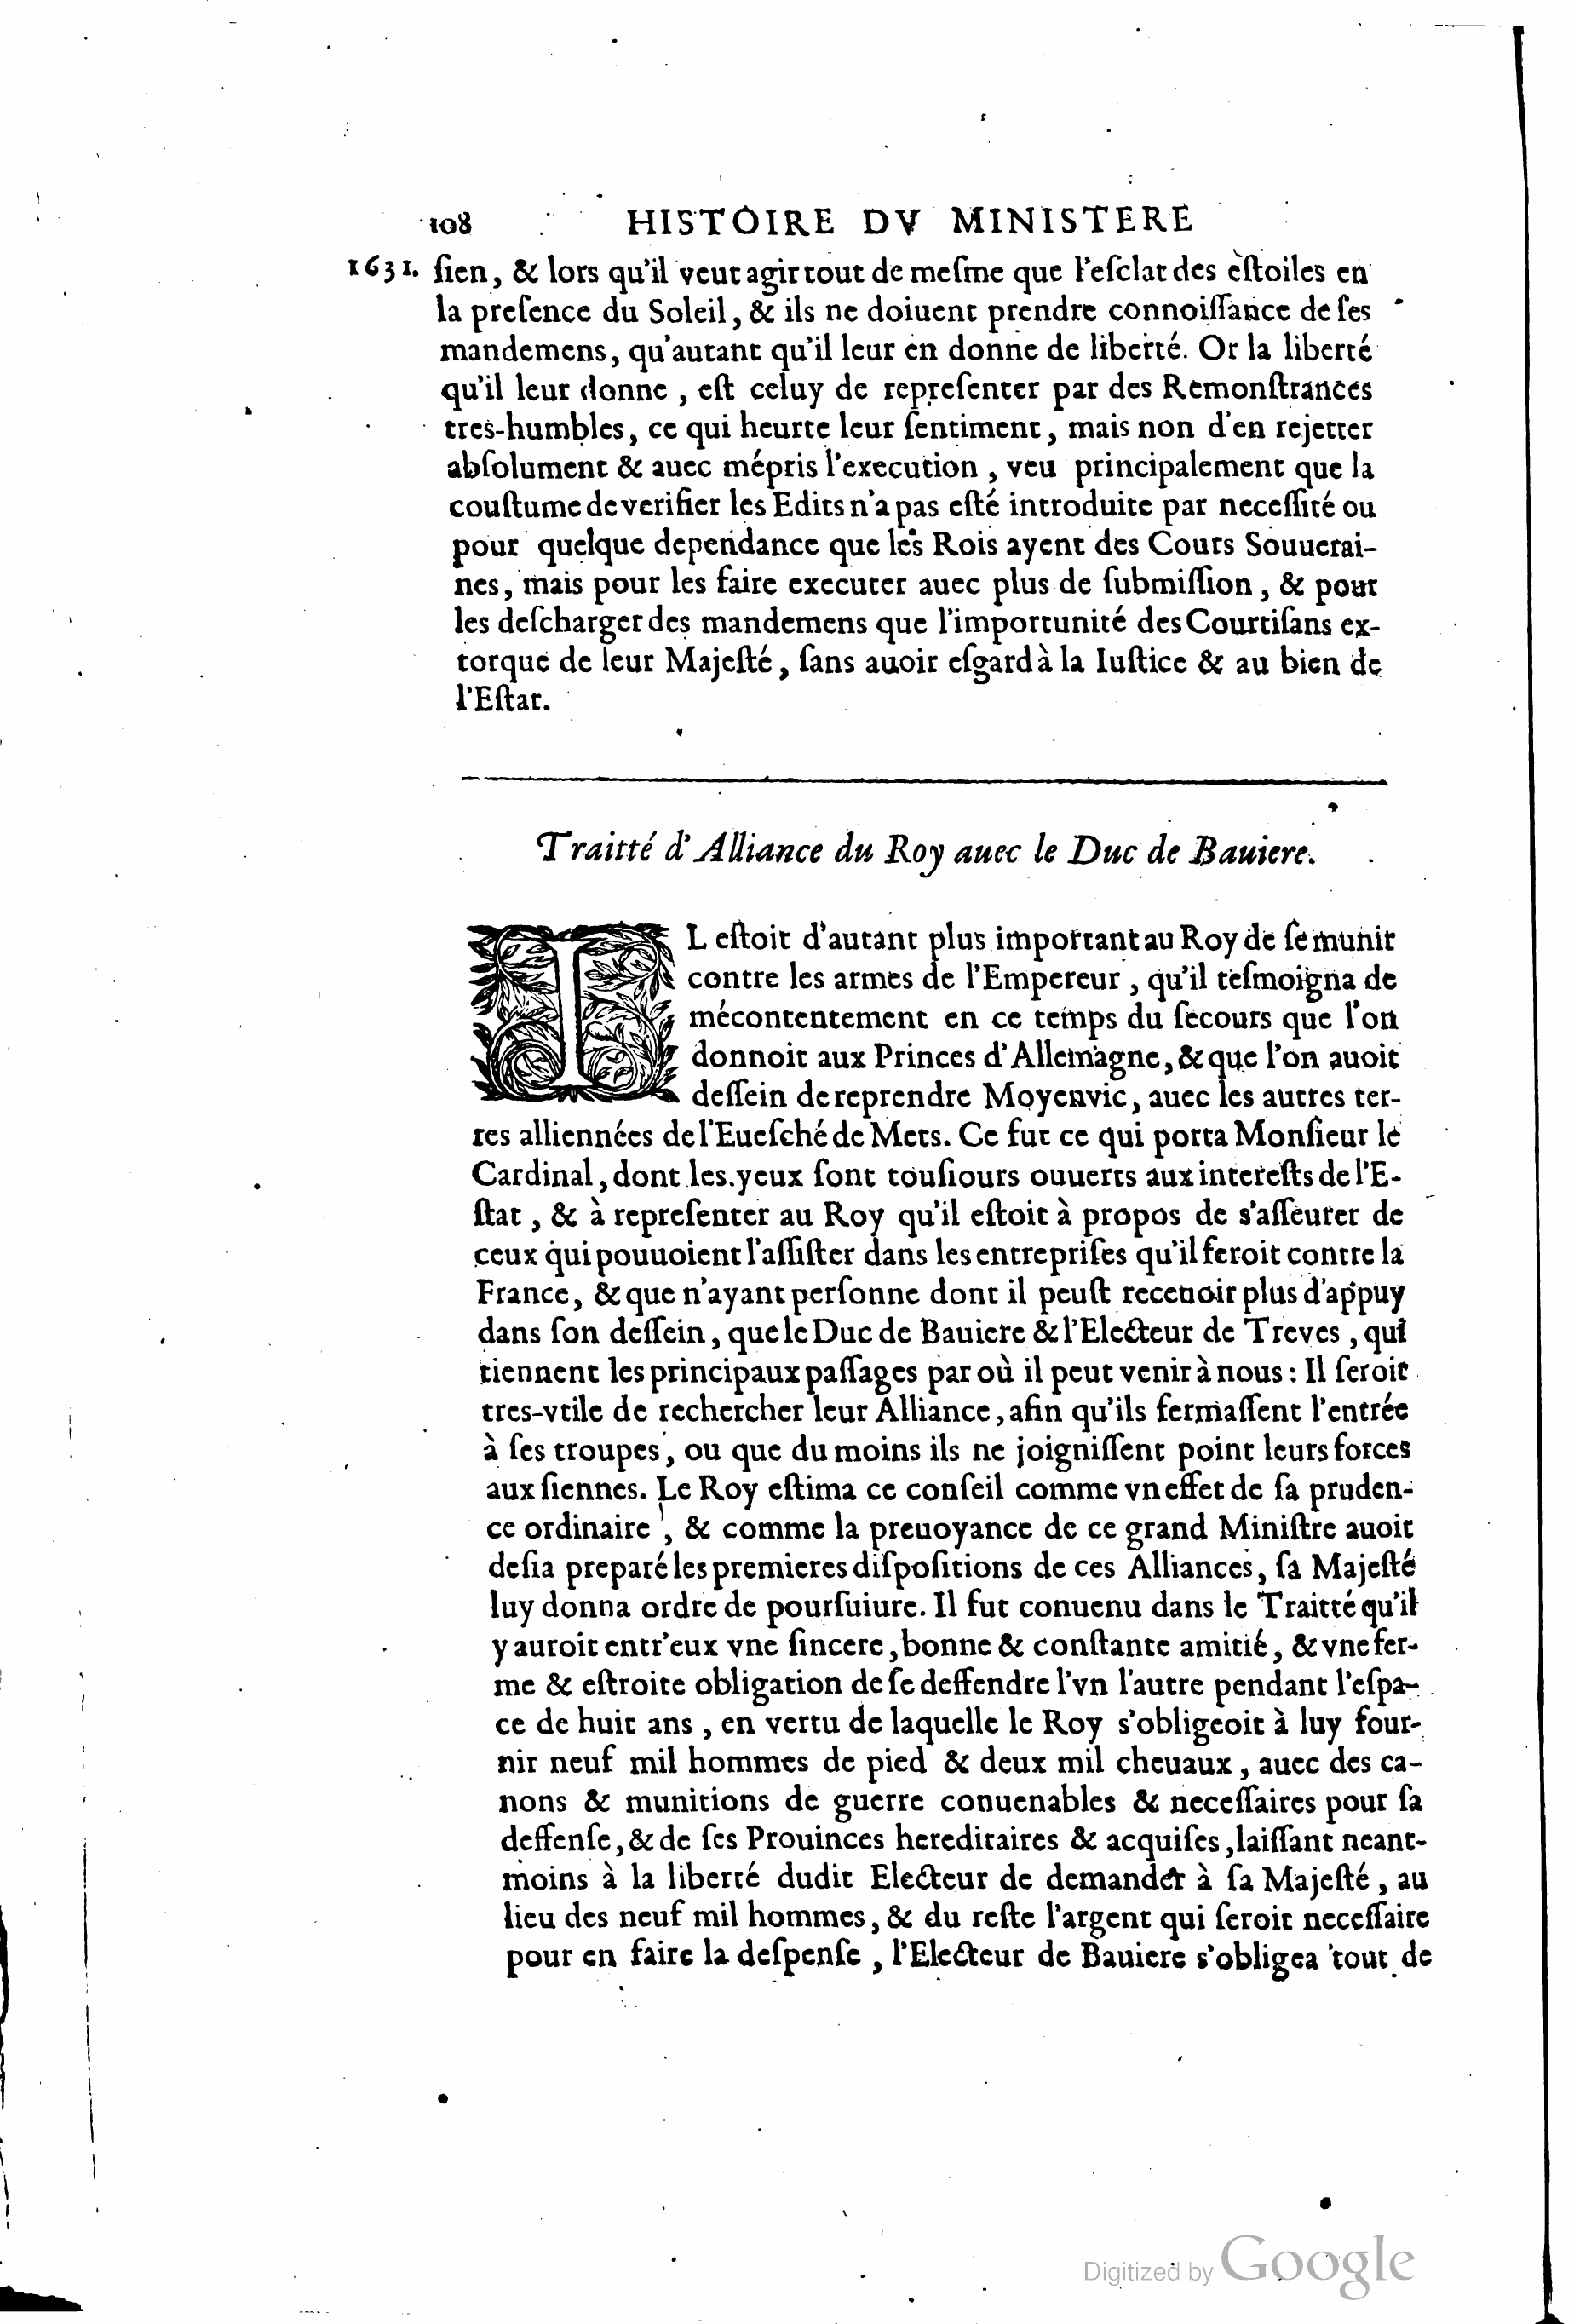 108 HISTOIRE DV MINISTERE
1631. ſien, & lors qu'il veut agir tout de meſme que l'eſclat des eſtoiles en
la preſence du Soleil, & ils ne doiuent prendre connoiſſance de ſes
mandemens, qu'autant qu'il leur en donne de liberté. Or la liberté
qu'il leur donne, eſt celuy de repreſenter par des Remonſtrances
tres-humbles, ce qui heurte leur ſentiment, mais non d'en rejetter
abſolument & auec mépris l'execution, veu principalement que la
couſtume de verifier les Edits n'a pas eſté introduite par neceſſité ou
pour quelque dependance que les Rois ayent des Cours Souuerai-
nes, mais pour les faire executer auec plus de ſubmiſſion, & pour
les deſcharger des mandemens que l'importunité des Courtiſans ex-
torque de leur Majeſté, ſans auoir eſgard à la Iuſtice & au bien de
l'Eſtat.
Traitté d'Alliance du Roy auec le Duc de Bauiere.
IL eſtoit d'autant plus important au Roy de ſe munir
contre les armes de l'Empereur, qu'il teſmoigna de
mécontentement en ce temps du ſecours que l'on
donnoit aux Princes d'Allemagne, & que l'on auoit
deſſein de reprendre Moyenvic, auec les autres ter-
res alliennées de l'Eueſché de Mets. Ce fut ce qui porta Monſieur le
Cardinal, dont les yeux ſont touſiours ouuerts aux intereſts de l'E-
ſtat, & à repreſenter au Roy qu'il eſtoit à propos de s'aſſeurer de
ceux qui pouuoient l'aſſiſter dans les entrepriſes qu'il feroit contre la
France, & que n'ayant perſonne dont il peuſt receuoir plus d'appuy
dans ſon deſſein, que le Duc de Bauiere & l'Electeur de Treves, qui
tiennent les principaux paſſages par où il peut venir à nous : Il ſeroit
tres-vtile de rechercher leur Alliance, afin qu'ils fermaſſent l'entrée
à ſes troupes, ou que du moins ils ne joigniſſent point leurs forces
aux ſiennes. Le Roy eſtima ce conſeil comme vn effet de ſa pruden-
ce ordinaire, & comme la preuoyance de ce grand Miniſtre auoit
deſia preparé les premieres diſpoſitions de ces Alliances, ſa Majeſté
luy donna ordre de pourſuiure. Il fut conuenu dans le Traitté qu'il
y auroit entr'eux vne ſincere, bonne & conſtante amitié, & vne fer-
me & eſtroite obligation de ſe deffendre l'vn l'autre pendant l'eſpa-
ce de huit ans, en vertu de laquelle le Roy s'obligeoit à luy four-
nir neuf mil hommes de pied & deux mil cheuaux, auec des ca-
nons & munitions de guerre conuenables & neceſſaires pour ſa
deffenſe, & de ſes Prouinces hereditaires & acquiſes, laiſſant neant-
moins à la liberté dudit Electeur de demander à ſa Majeſté, au
lieu des neuf mil hommes, & du reſte l'argent qui ſeroit neceſſaire
pour en faire la deſpenſe, l'Electeur de Bauiere s'obligea tout de
Digitized by Google